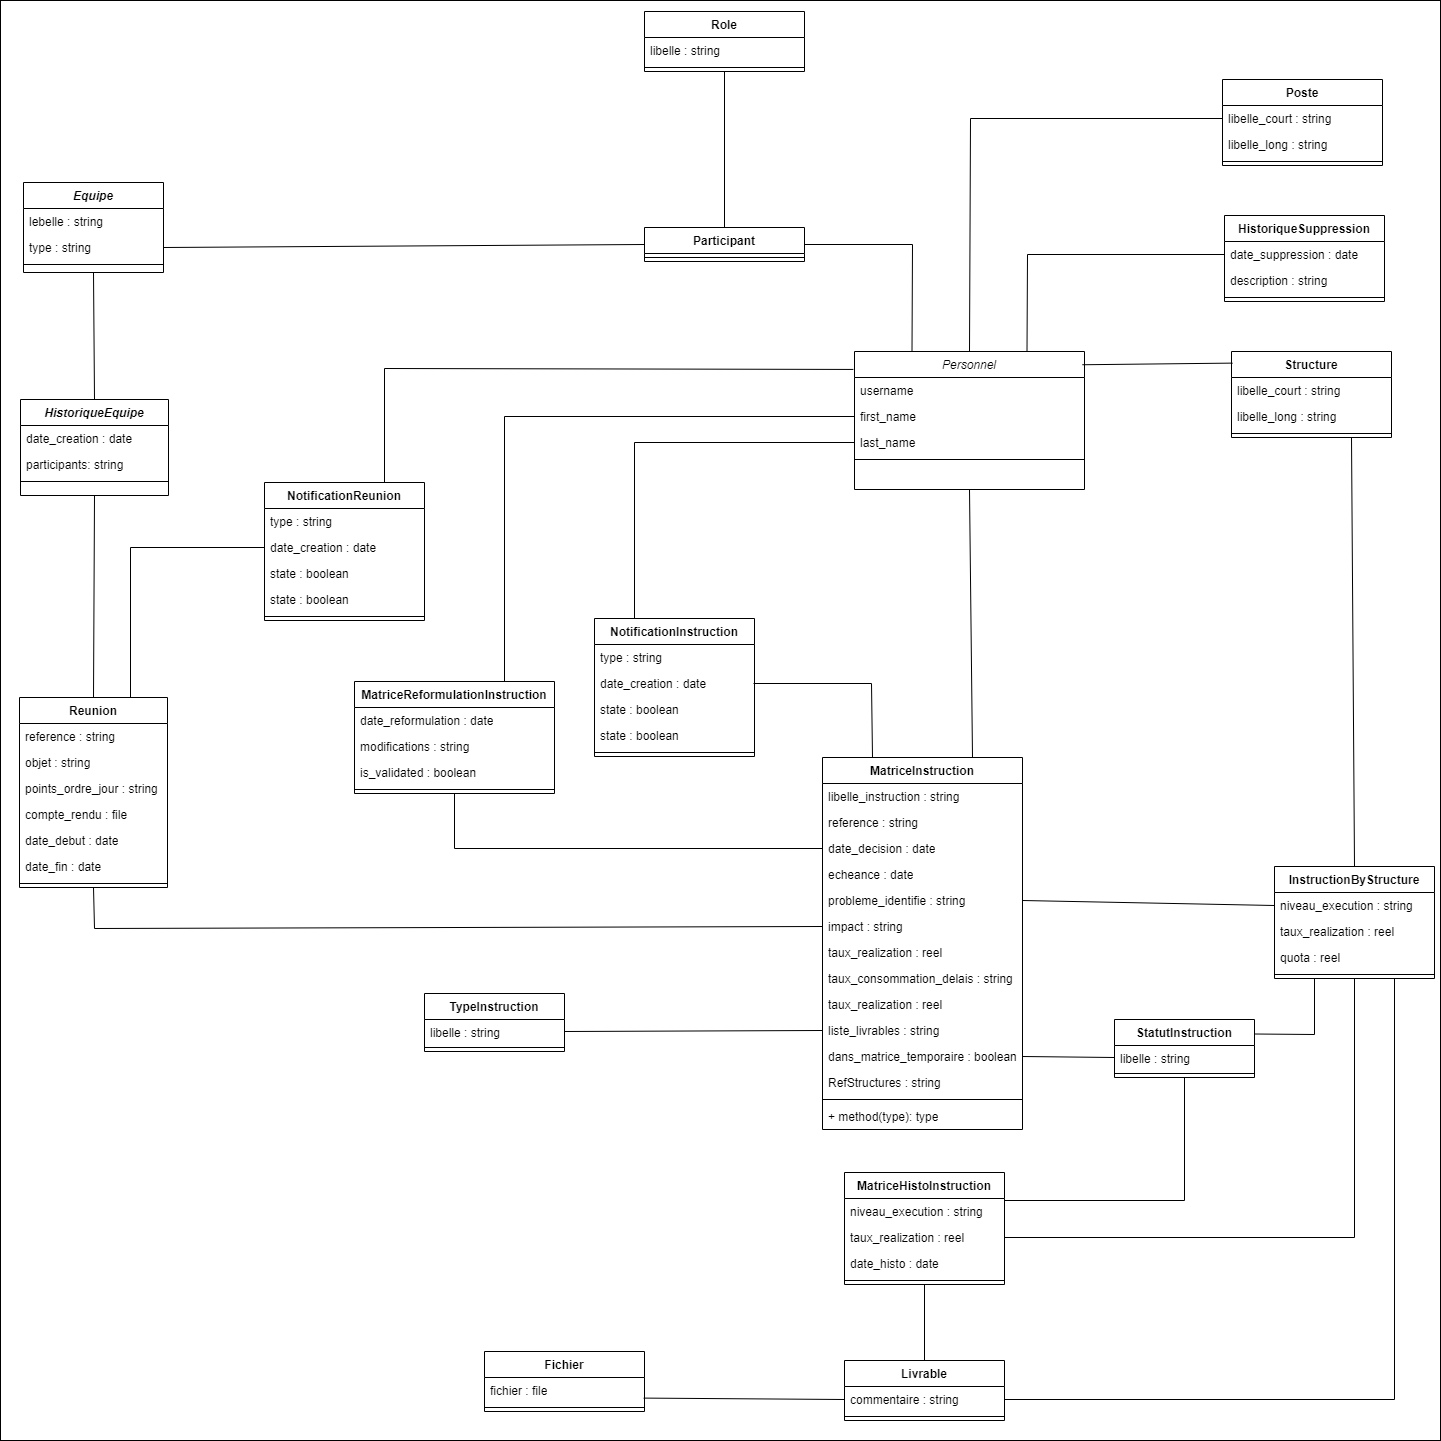 Role
libelle : string
Poste
libelle_court : string
libelle_long : string
Equipe
lebelle : string
type : string
Participant
HistoriqueSuppression
date_suppression : date
description : string
Personnel
username
first_name
last_name
Structure
libelle_court : string
libelle_long : string
HistoriqueEquipe
date_creation : date
participants: string
NotificationReunion
type : string
date_creation : date
state : boolean
state : boolean
NotificationInstruction
type : string
date_creation : date
state : boolean
state : boolean
MatriceReformulationInstruction
date_reformulation : date
modifications : string
is_validated : boolean
Reunion
reference : string
objet : string
points_ordre_jour : string
compte_rendu : file
date_debut : date
date_fin : date
MatriceInstruction
libelle_instruction : string
reference : string
date_decision : date
echeance : date
probleme_identifie : string
impact : string
taux_realization : reel
taux_consommation_delais : string
taux_realization : reel
liste_livrables : string
dans_matrice_temporaire : boolean
RefStructures : string
+ method(type): type
InstructionByStructure
niveau_execution : string
taux_realization : reel
quota : reel
TypeInstruction
libelle : string
StatutInstruction
libelle : string
MatriceHistoInstruction
niveau_execution : string
taux_realization : reel
date_histo : date
Fichier
fichier : file
Livrable
commentaire : string